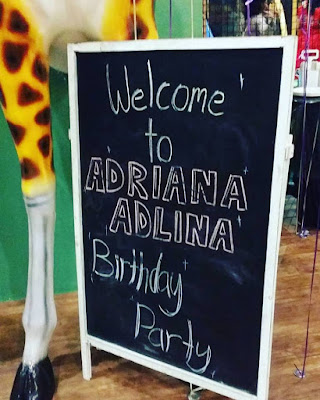 Welcome
to
ADRIANA
ADLINA
Birthday
Party